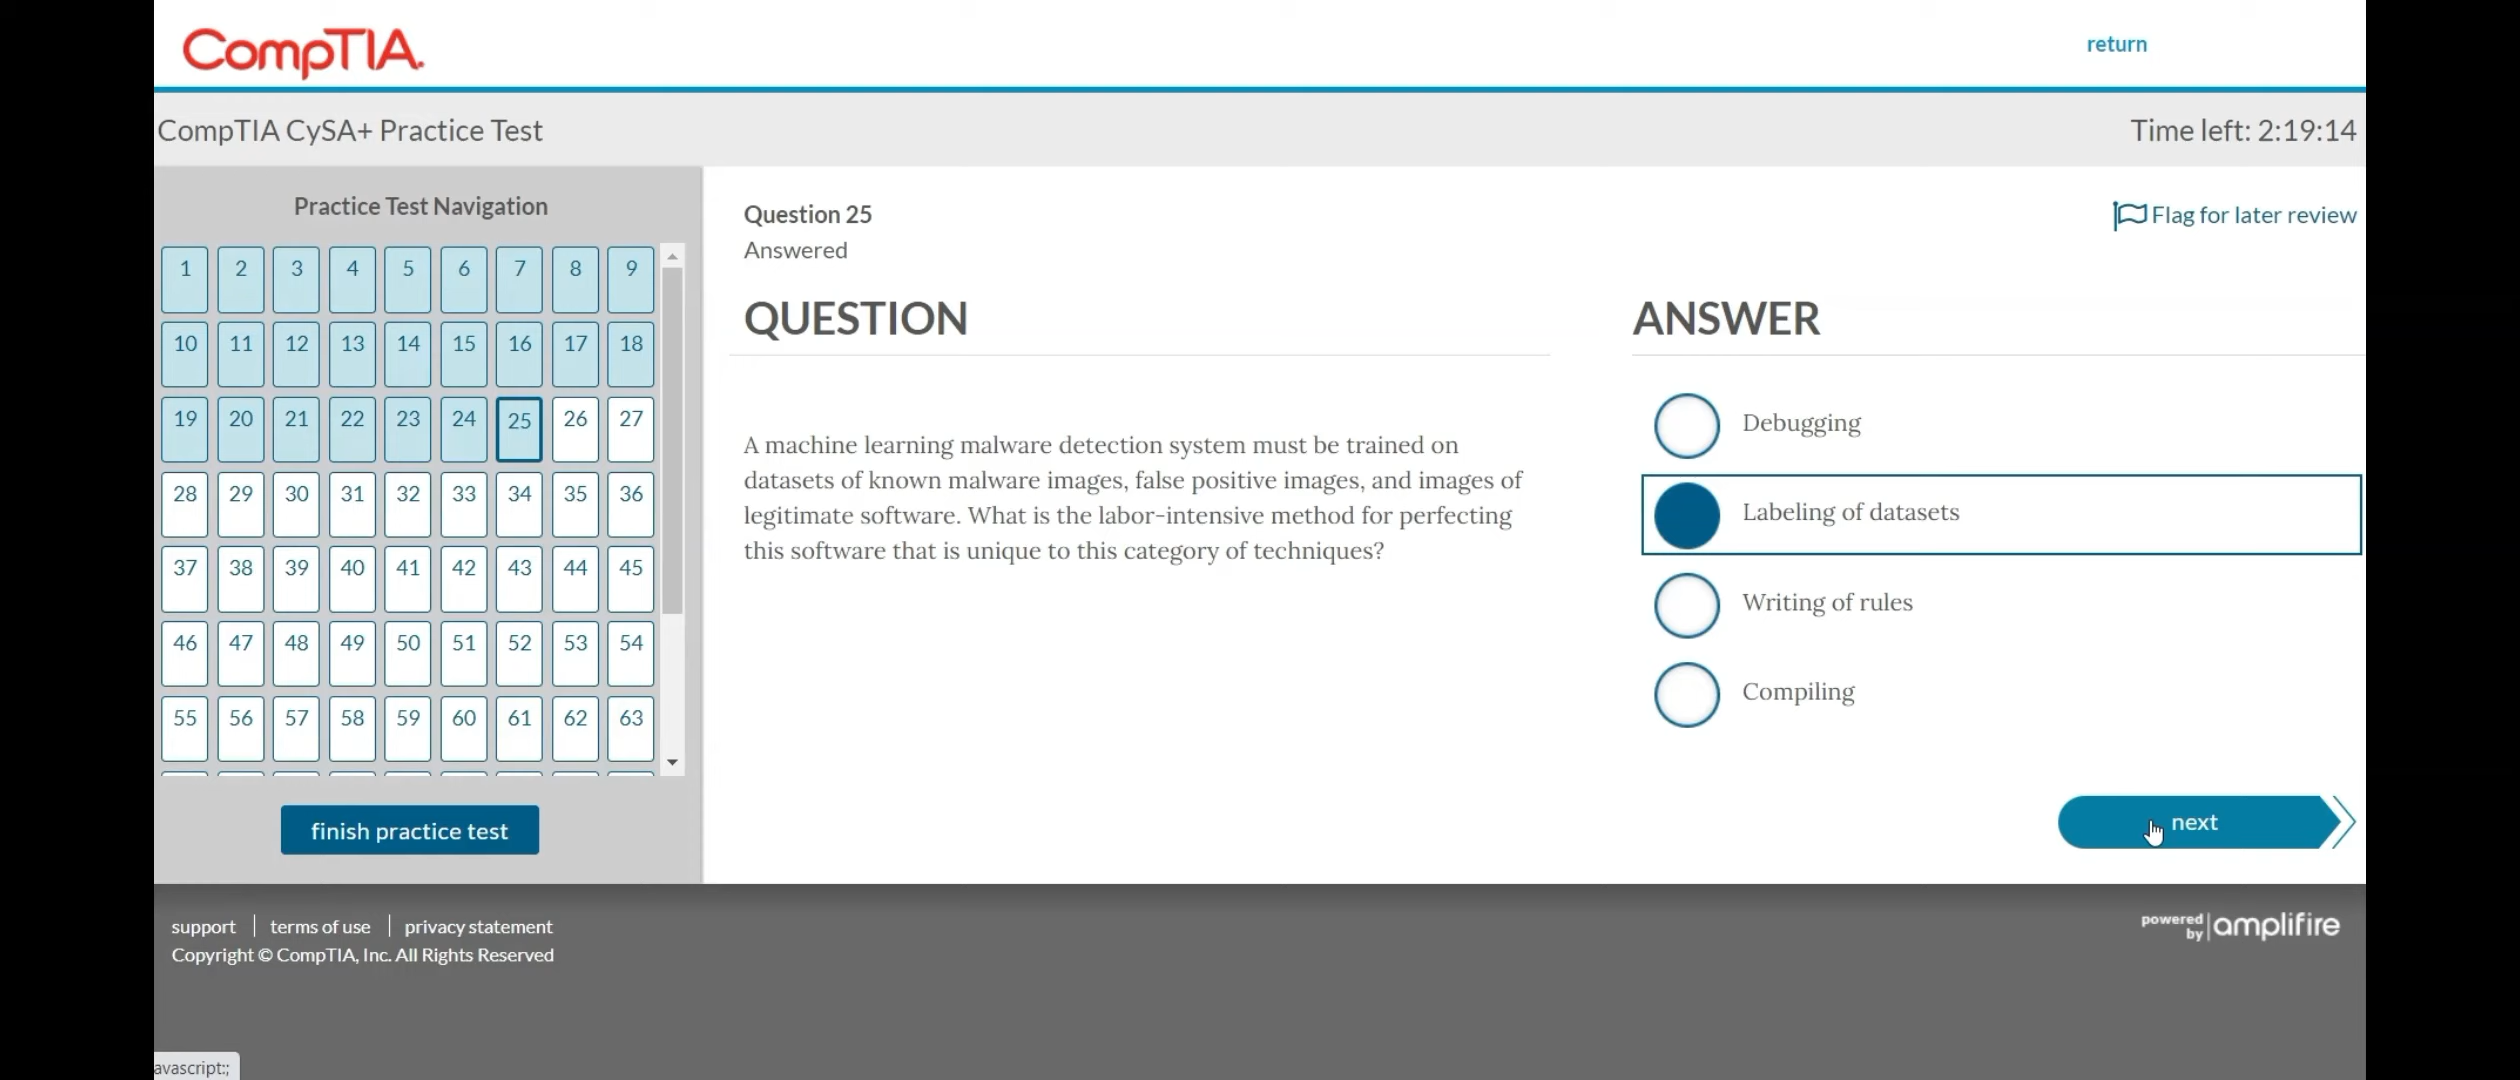 CompTIA.
return
CompTIA CySA+ Practice Test
Time left: 2:19:14
Practice Test Navigation
1 2 3 4 5 6 7 8 9
10 11 12 13 14 15 16 17 18
19 20 21 22 23 24 25 26 27
28 29 30 31 32 33 34 35 36
37 38 39 40 41 42 43 44 45
46 47 48 49 50 51 52 53 54
55 56 57 58 59 60 61 62 63
finish practice test
Question 25
Flag for later review
Answered
QUESTION
A machine learning malware detection system must be trained on
datasets of known malware images, false positive images, and images of
legitimate software. What is the labor-intensive method for perfecting
this software that is unique to this category of techniques?
ANSWER
Debugging
Labeling of datasets
Writing of rules
Compiling
next
support | terms of use | privacy statement
Copyright © CompTIA, Inc. All Rights Reserved
powered by | amplifire
avascript:;